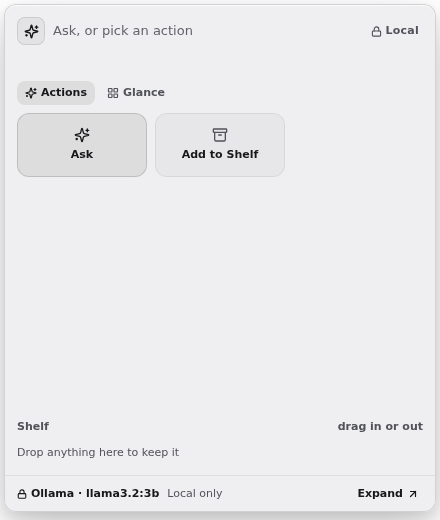 Ask, or pick an action
Local
Actions
Glance
Ask
Add to Shelf
Shelf
drag in or out
Drop anything here to keep it
Ollama · llama3.2:3b Local only
Expand